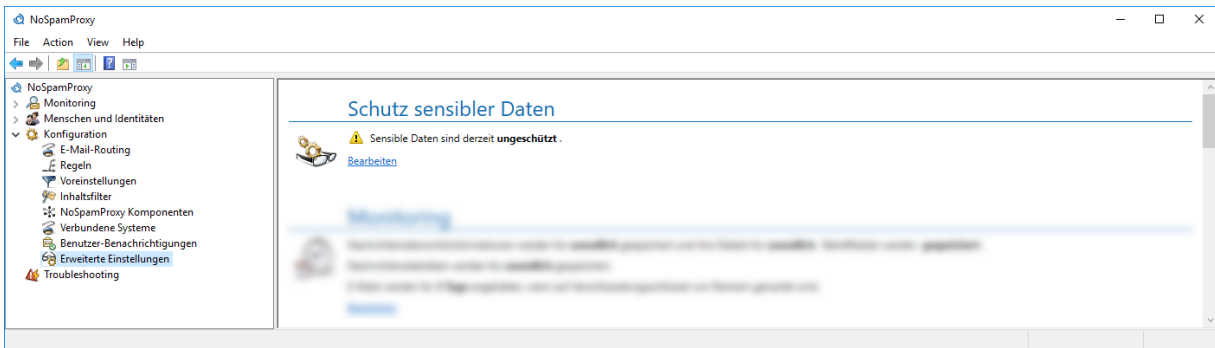 NoSpamProxy
File Action View Help
NoSpamProxy
Monitoring
Menschen und Identitäten
Konfiguration
E-Mail-Routing
Regeln
Voreinstellungen
Inhaltsfilter
NoSpamProxy Komponenten
Verbundene Systeme
Benutzer-Benachrichtigungen
Erweiterte Einstellungen
Troubleshooting
Schutz sensibler Daten
Sensible Daten sind derzeit ungeschützt .
Bearbeiten
Monitoring